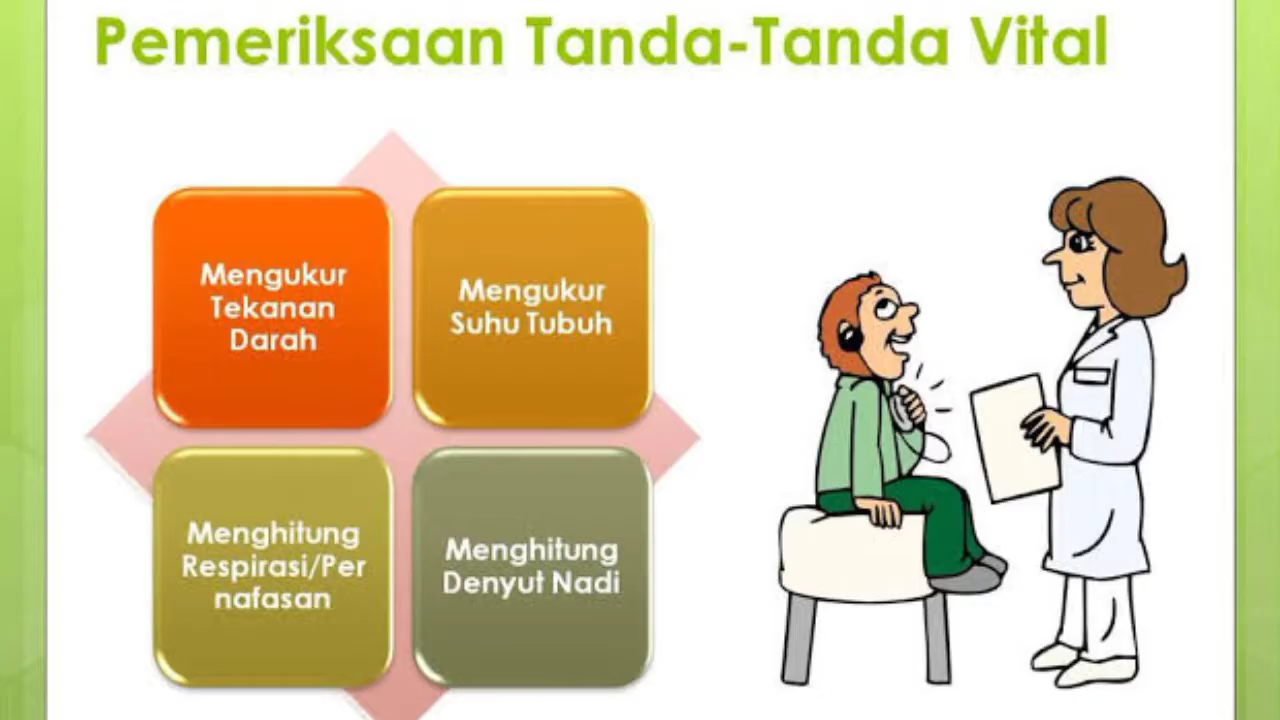 Pemeriksaan Tanda-Tanda Vital
Mengukur
Tekanan
Darah
Mengukur
Suhu Tubuh
Menghitung
Respirasi/Per
nafasan
Menghitung
Denyut Nadi